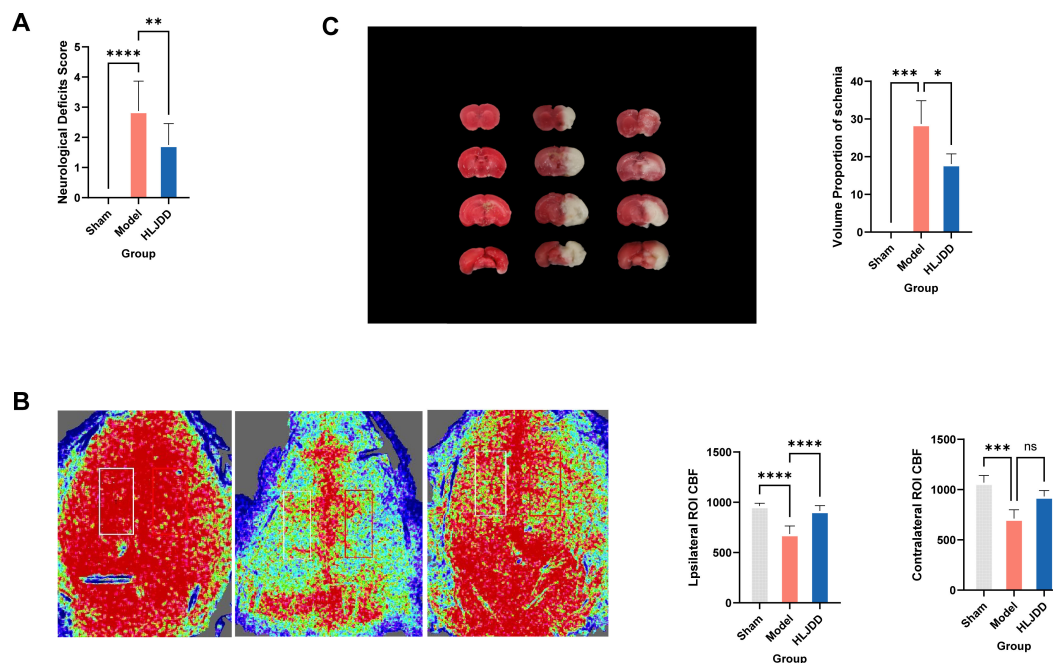 A
Neurological Deficits Score
5
4
3
2
1
0
****
**
Sham
Model
HLJDD
Group
C
Volume Proportion of schemia
40
30
20
10
0
***
*
Sham
Model
HLJDD
Group
B
Lpsilateral ROI CBF
1500
1000
500
0
****
****
Sham
Model
HLJDD
Group
Contralateral ROI CBF
1500
1000
500
0
***
ns
Sham
Model
HLJDD
Group